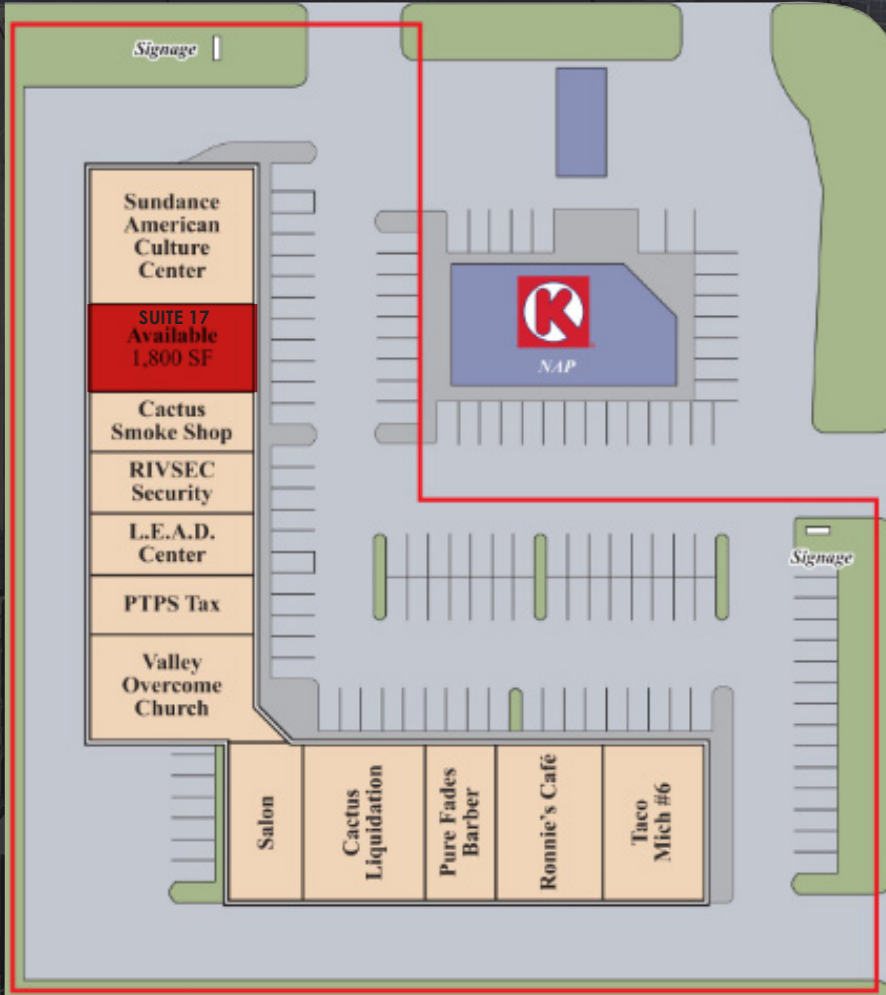 Signage
Sundance
American
Culture
Center
SUITE 17
Available
1,800 SF
K
NAP
Cactus
Smoke Shop
RIVSEC
Security
L.E.A.D.
Center
Signage
PTPS Tax
Valley
Overcome
Church
Salon
Cactus
Liquidation
Pure Fades
Barber
Ronnie's Café
Taco
Mich #6